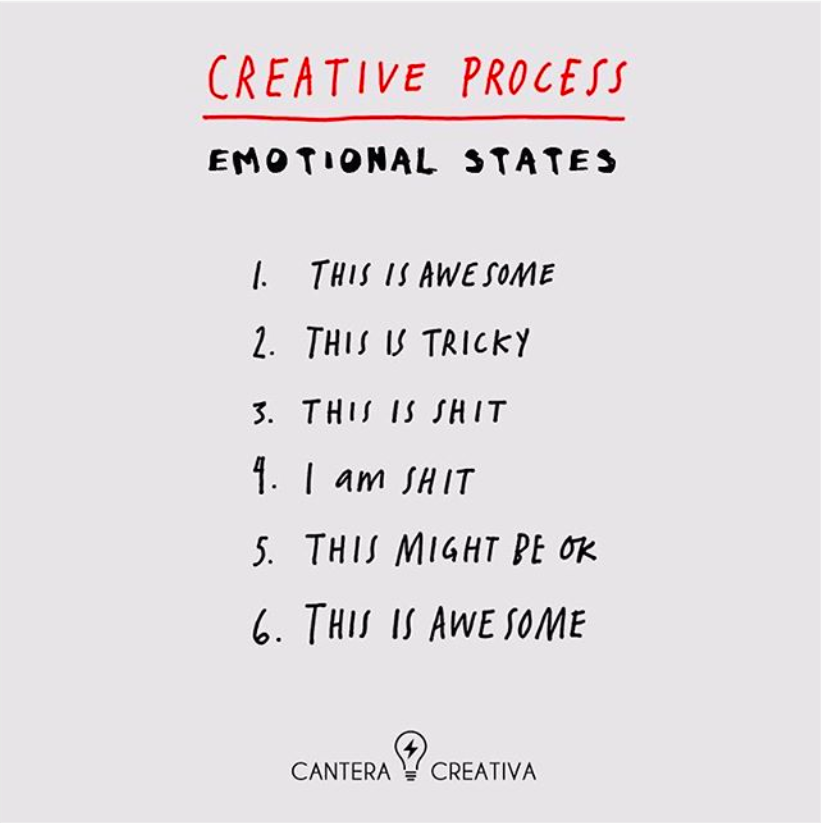 CREATIVE PROCESS
EMOTIONAL STATES
1. THIS IS AWESOME
2. THIS IS TRICKY
3. THIS IS SHIT
4. I am SHIT
5. THIS MIGHT BE OK
6. THIS IS AWESOME
CANTERA CREATIVA